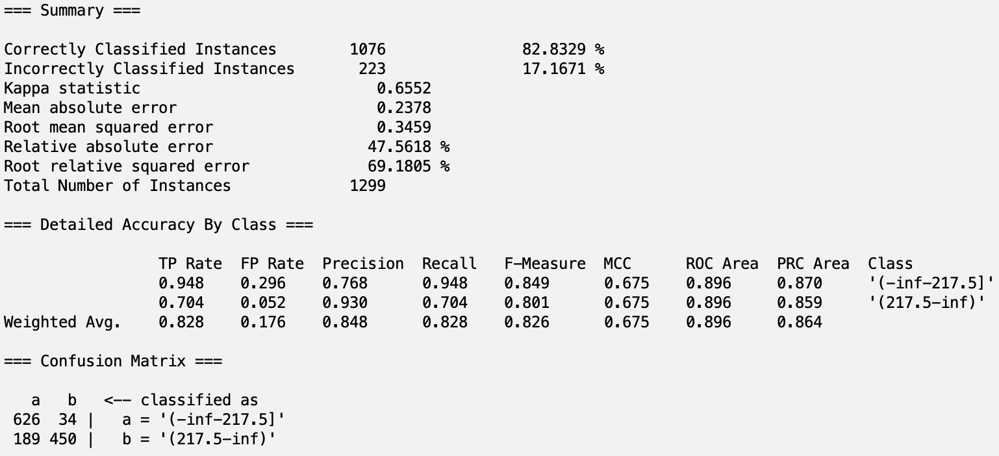 === Summary ===
Correctly Classified Instances 1076 82.8329 %
Incorrectly Classified Instances 223 17.1671 %
Kappa statistic 0.6552
Mean absolute error 0.2378
Root mean squared error 0.3459
Relative absolute error 47.5618 %
Root relative squared error 69.1805 %
Total Number of Instances 1299
=== Detailed Accuracy By Class ===
TP Rate FP Rate Precision Recall F-Measure MCC ROC Area PRC Area Class
0.948 0.296 0.768 0.948 0.849 0.675 0.896 0.870 '(-inf-217.5]'
0.704 0.052 0.930 0.704 0.801 0.675 0.896 0.859 '(217.5-inf)'
Weighted Avg. 0.828 0.176 0.848 0.828 0.826 0.675 0.896 0.864
=== Confusion Matrix ===
a b <-- classified as
626 34 | a = '(-inf-217.5]'
189 450 | b = '(217.5-inf)'